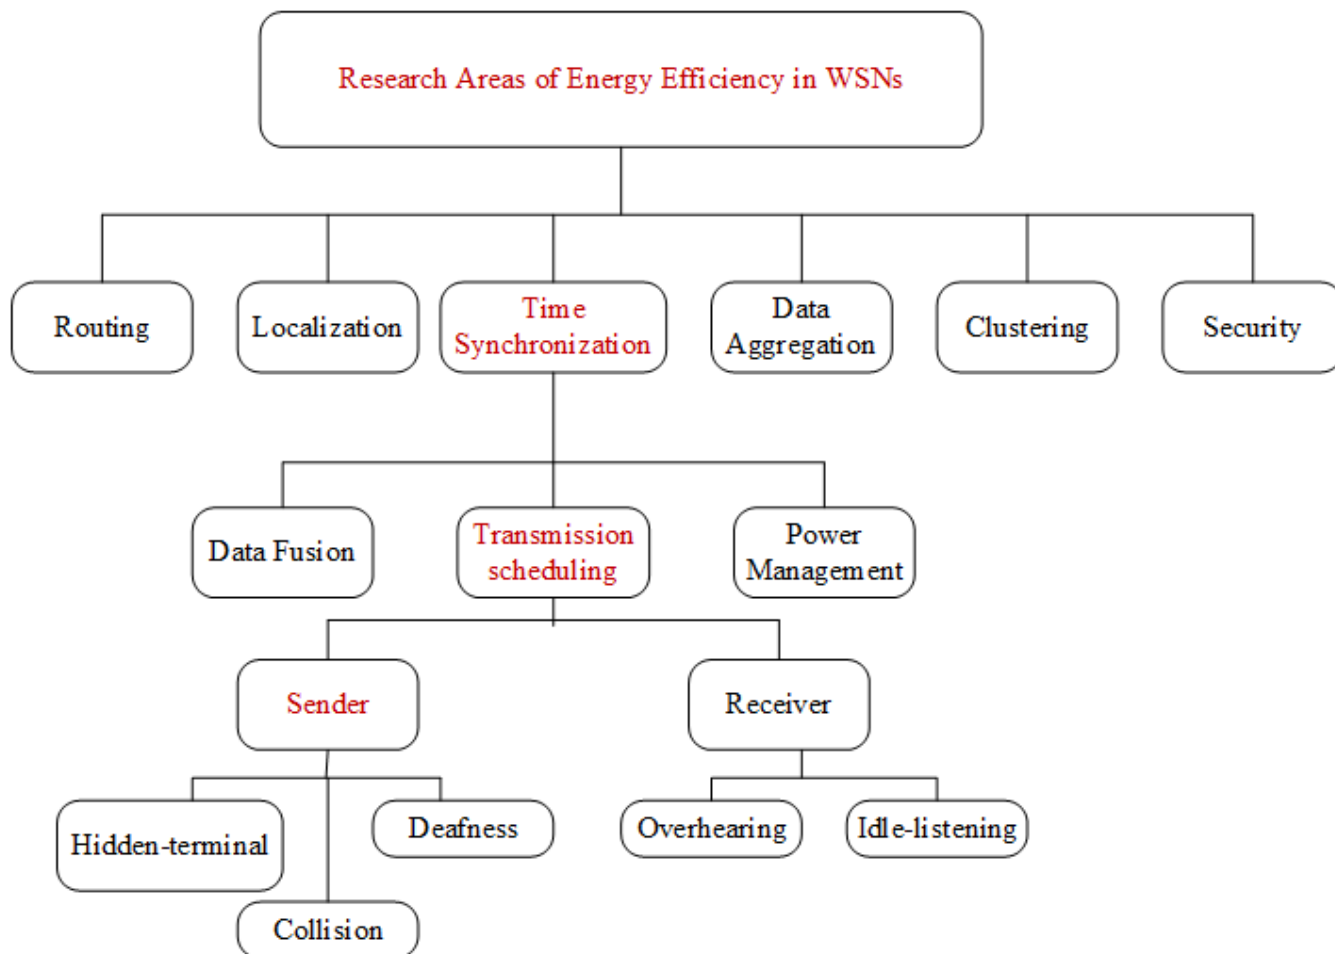 Research Areas of Energy Efficiency in WSNs
Routing
Localization
Time
Synchronization
Data
Aggregation
Clustering
Security
Data Fusion
Transmission
scheduling
Power
Management
Sender
Receiver
Hidden-terminal
Deafness
Overhearing
Idle-listening
Collision